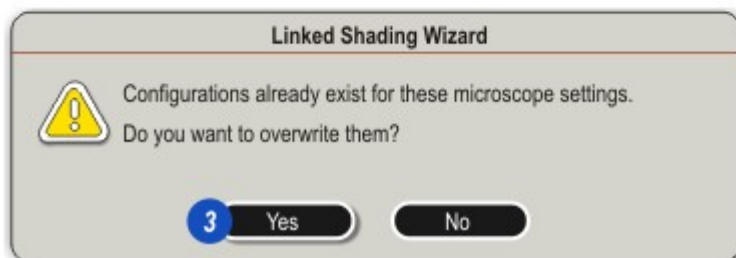 Linked Shading Wizard
Configurations already exist for these microscope settings.
Do you want to overwrite them?
3 Yes No